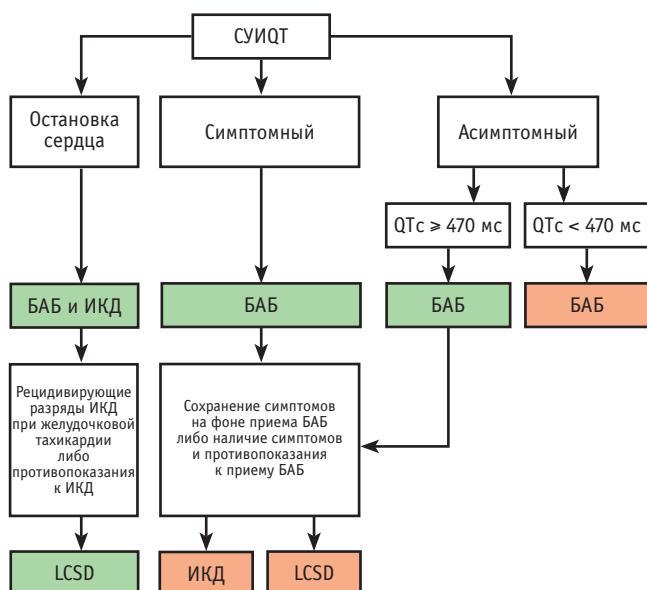 СУИQT
Остановка
сердца
Симптомный
Асимптомный
QTc ≥ 470 мс
QTc < 470 мс
БАБ и ИКД
БАБ
БАБ
БАБ
Рецидивирующие
разряды ИКД
при желудочковой
тахикардии
либо
противопоказания
к ИКД
Сохранение симптомов
на фоне приема БАБ
либо наличие симптомов
и противопоказания
к приему БАБ
LCSD
ИКД
LCSD